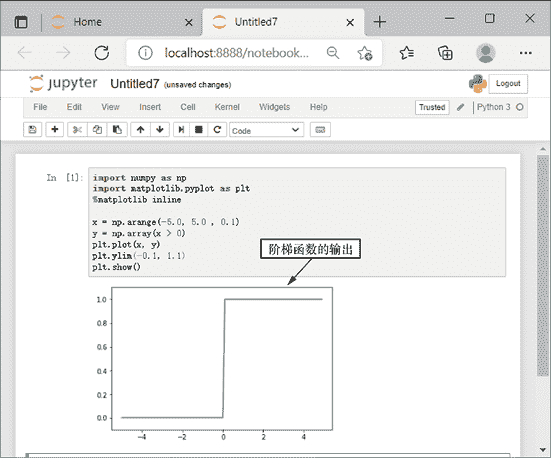 Home
Untitled7
localhost:8888/notebook...
jupyter Untitled7 (unsaved changes)
Logout
File Edit View Insert Cell Kernel Widgets Help
Trusted
Python 3
Code
In [1]:
import numpy as np
import matplotlib.pyplot as plt
%matplotlib inline
x = np.arange(-5.0, 5.0 , 0.1)
y = np.array(x > 0)
plt.plot(x, y)
plt.ylim(-0.1, 1.1)
plt.show()
阶梯函数的输出
1.0
0.8
0.6
0.4
0.2
0.0
-4 -2 0 2 4